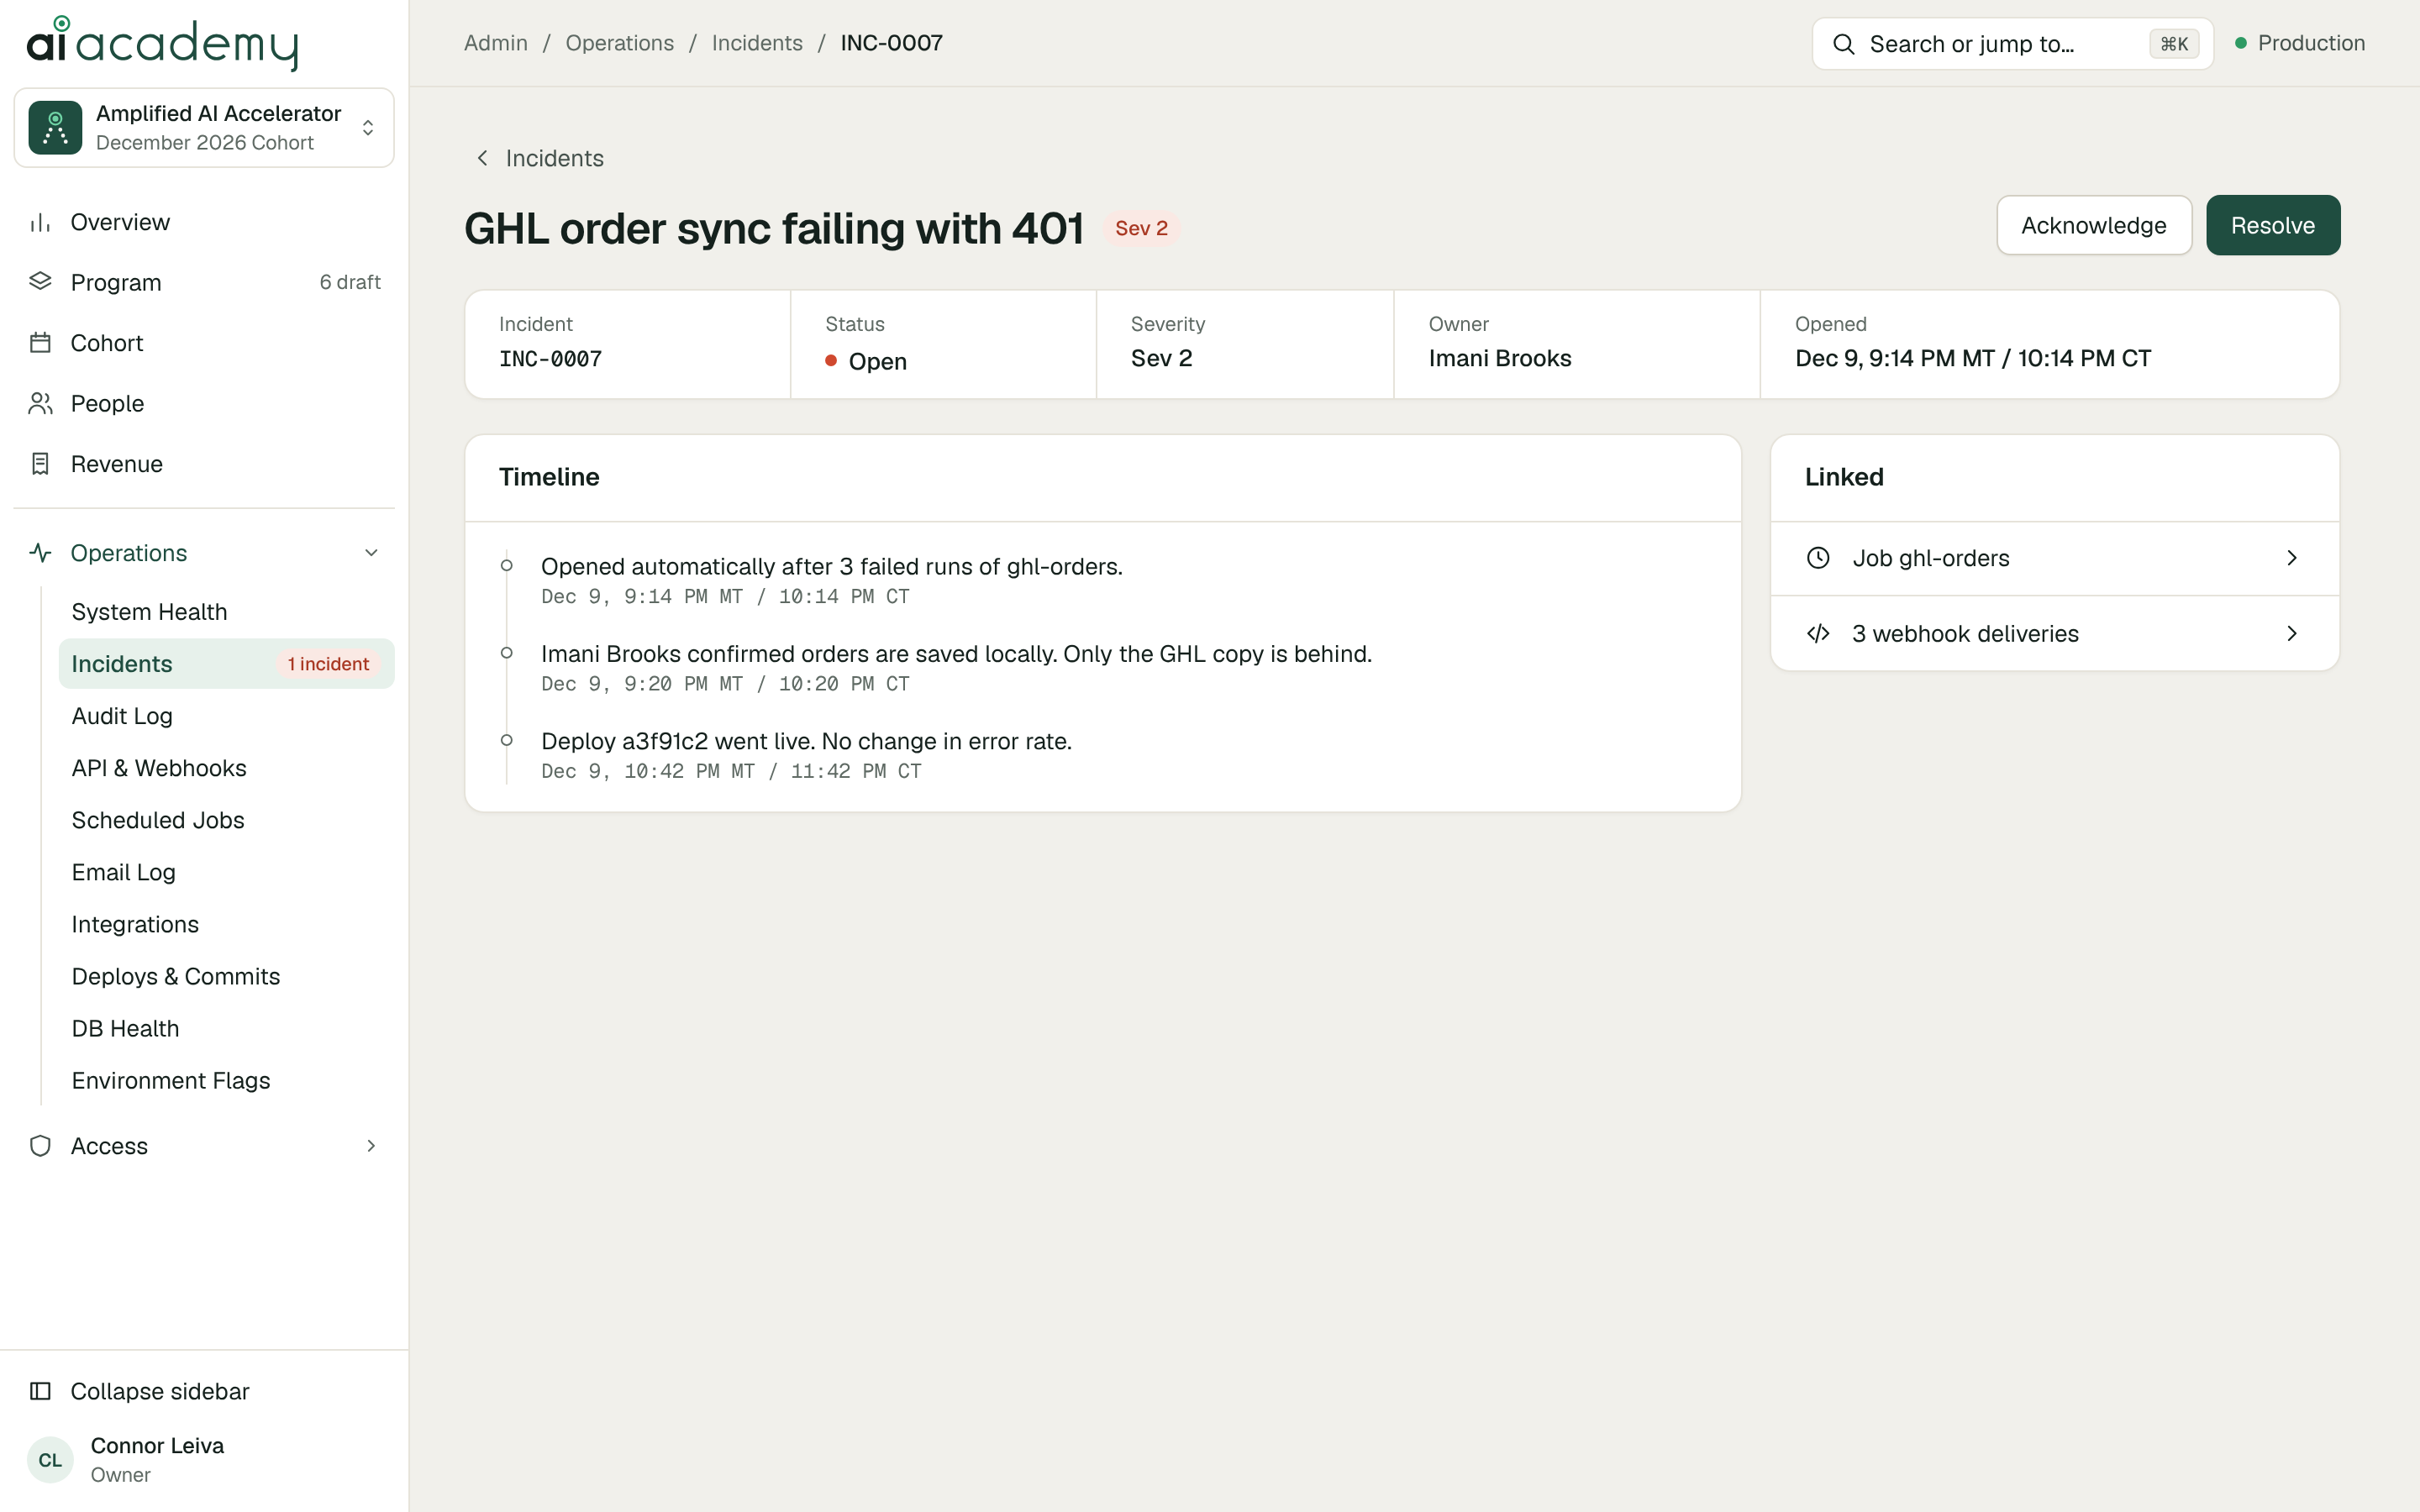 ai academy
Amplified AI Accelerator
December 2026 Cohort
Overview
Program 6 draft
Cohort
People
Revenue
Operations
System Health
Incidents 1 incident
Audit Log
API & Webhooks
Scheduled Jobs
Email Log
Integrations
Deploys & Commits
DB Health
Environment Flags
Access
Collapse sidebar
CL
Connor Leiva
Owner
Admin / Operations / Incidents / INC-0007
Search or jump to… ⌘K
Production
Incidents
GHL order sync failing with 401 Sev 2
Acknowledge
Resolve
Incident
INC-0007
Status
Open
Severity
Sev 2
Owner
Imani Brooks
Opened
Dec 9, 9:14 PM MT / 10:14 PM CT
Timeline
Opened automatically after 3 failed runs of ghl-orders.
Dec 9, 9:14 PM MT / 10:14 PM CT
Imani Brooks confirmed orders are saved locally. Only the GHL copy is behind.
Dec 9, 9:20 PM MT / 10:20 PM CT
Deploy a3f91c2 went live. No change in error rate.
Dec 9, 10:42 PM MT / 11:42 PM CT
Linked
Job ghl-orders
3 webhook deliveries